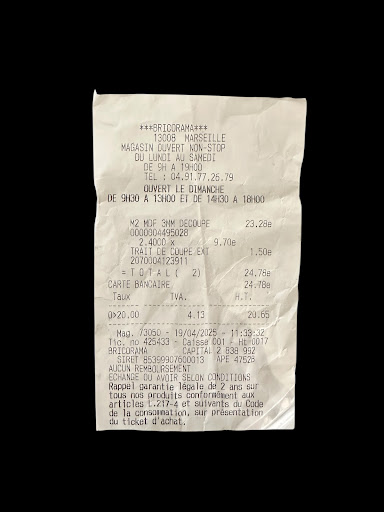 ***BRICORAMA***
13008 MARSEILLE
MAGASIN OUVERT NON-STOP
DU LUNDI AU SAMEDI
DE 9H A 19H00
TEL : 04.91.77.26.79
OUVERT LE DIMANCHE
DE 9H30 A 13H00 ET DE 14H30 A 18H00
M2 MDF 3MM DECOUPE 23.28e
0000004495028
2.4000 x 9.70e
TRAIT DE COUPE EXT 1.50e
2070004123911
= T O T A L ( 2) 24.78e
CARTE BANCAIRE 24.78e
Taux TVA. H.T.
0>20.00 4.13 20.65
Mag. 73060 - 19/04/2025 - 11:33:32
Tic. no 425433 - Caisse 001 - Ht 0017
BRICORAMA CAPITAL 2 838 992
SIRET 85399907600013 APE 4752B
AUCUN REMBOURSEMENT
ECHANGE OU AVOIR SELON CONDITIONS
Rappel garantie légale de 2 ans sur
tous nos produits conformément aux
articles L.217-4 et suivants du Code
de la consommation, sur présentation
du ticket d'achat.